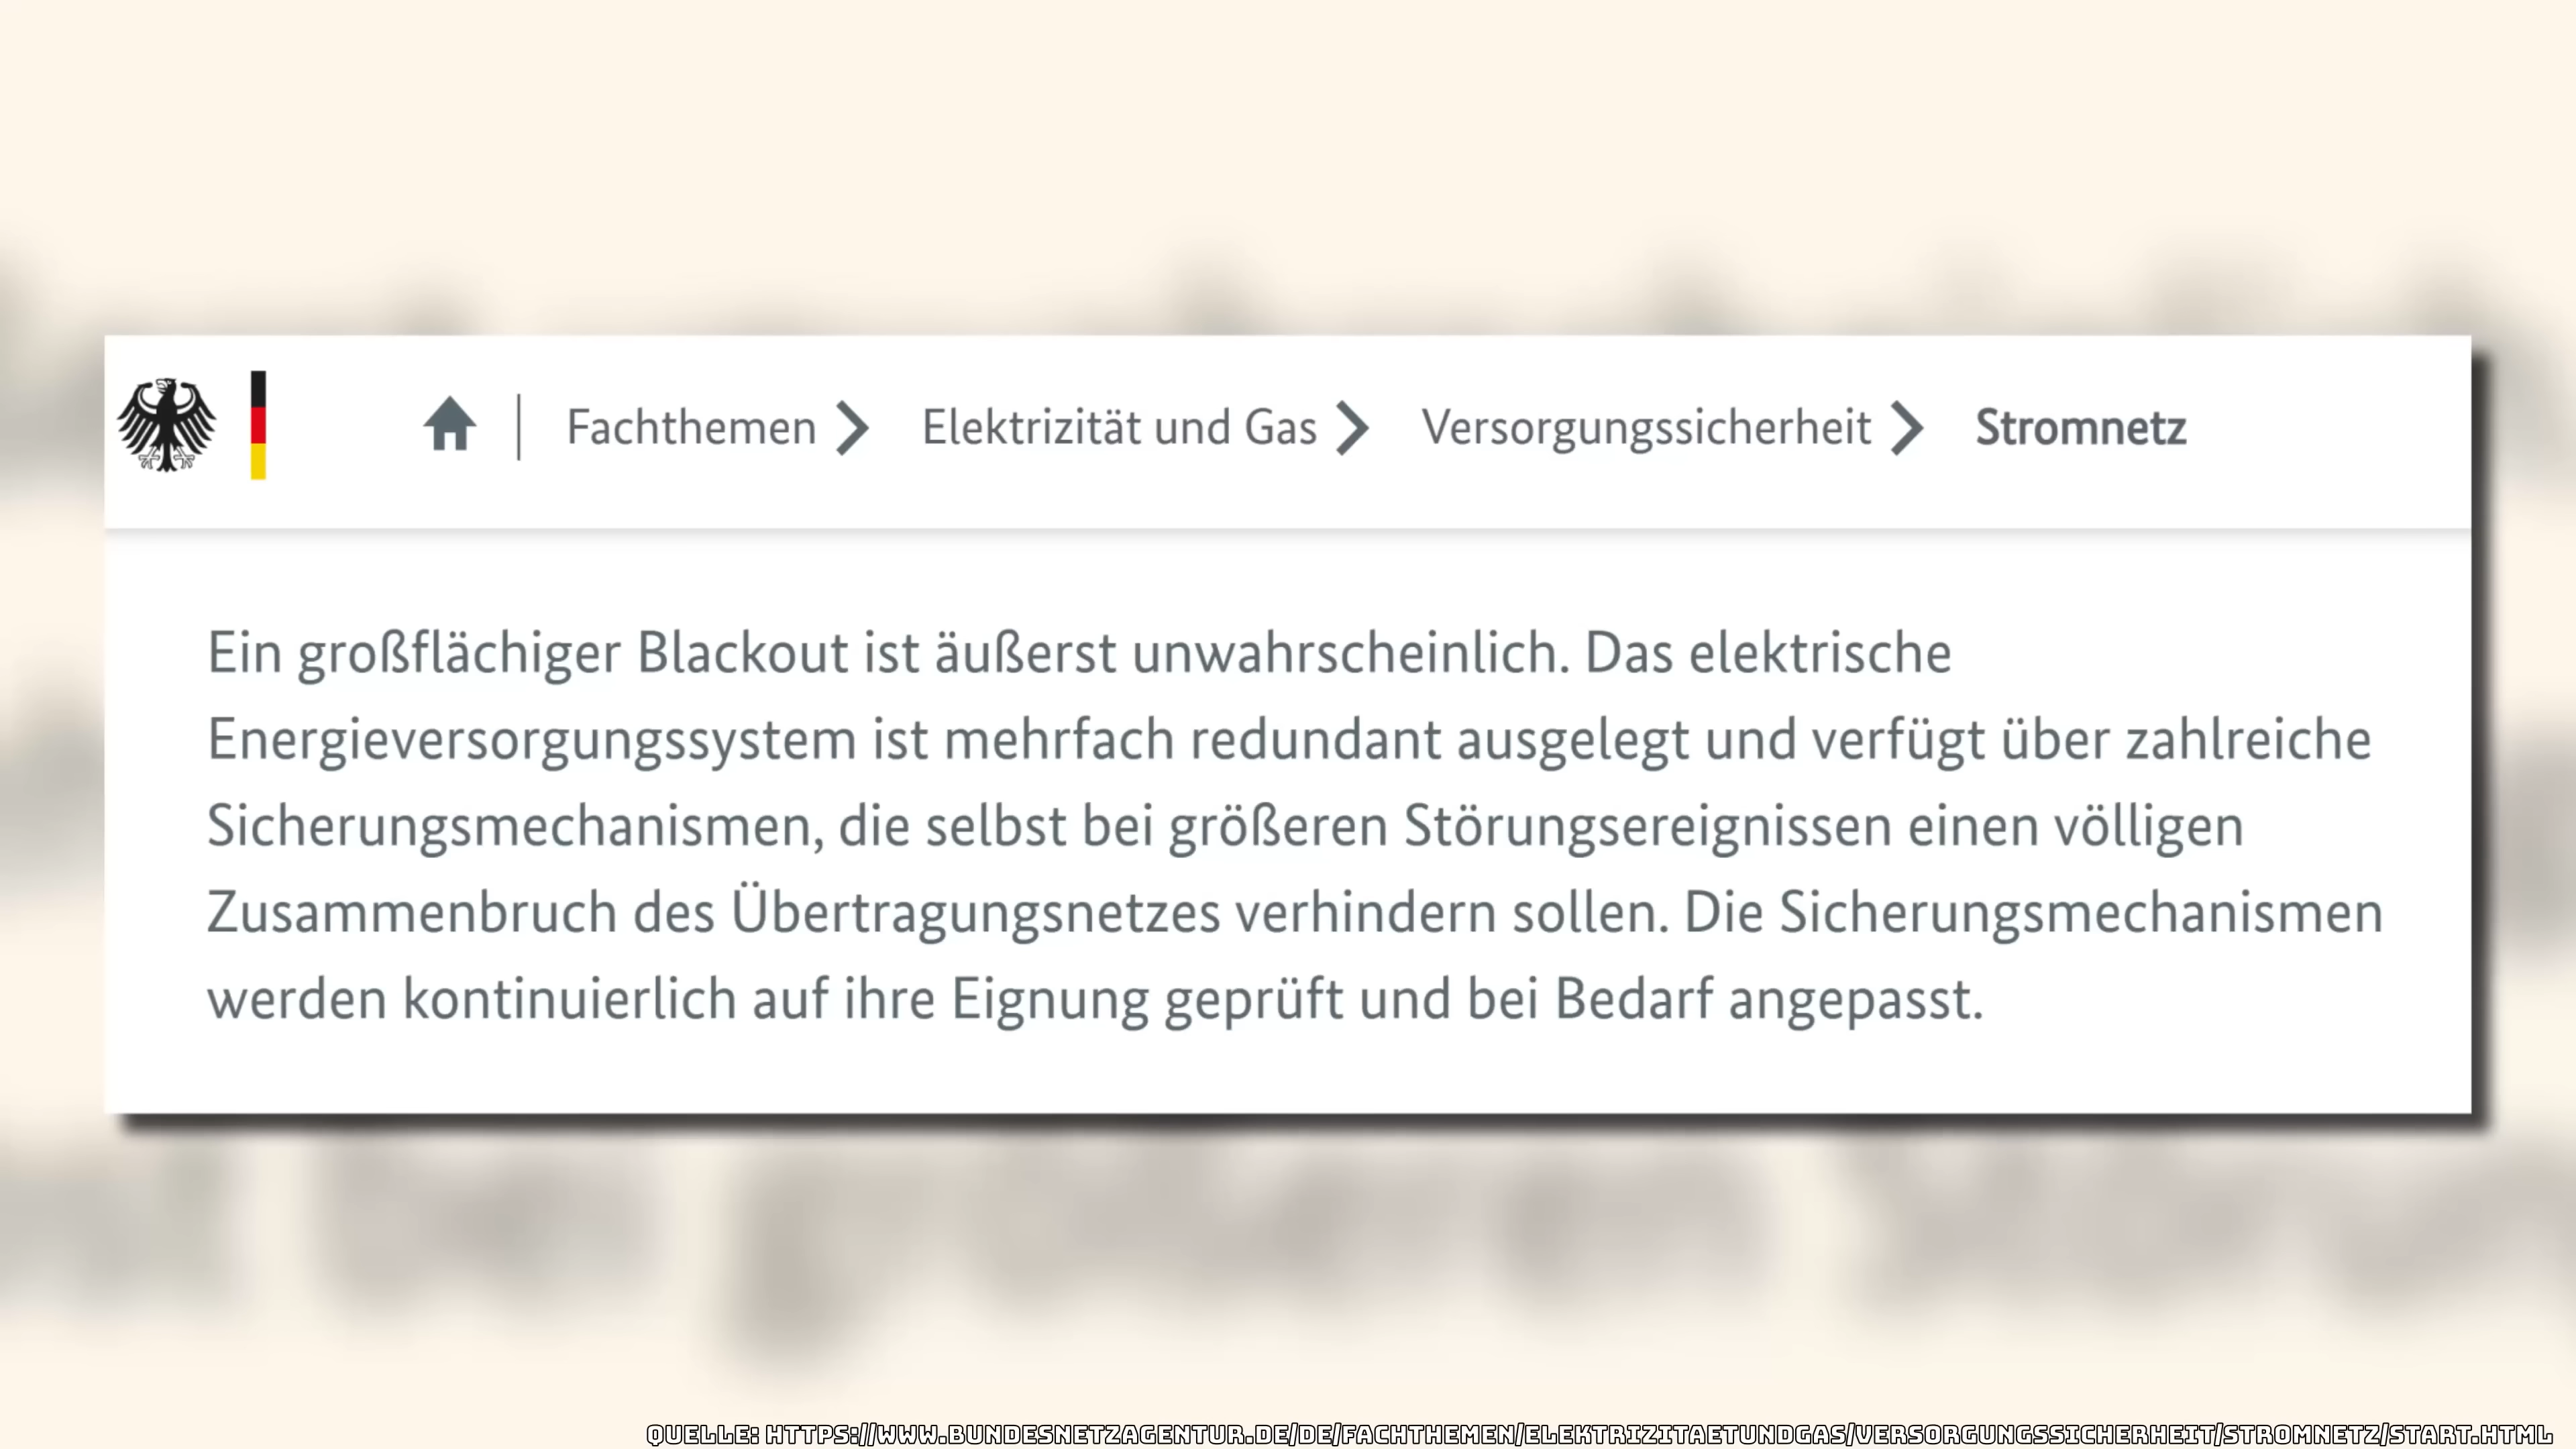 Fachthemen Elektrizität und Gas Versorgungssicherheit Stromnetz
Ein großflächiger Blackout ist äußerst unwahrscheinlich. Das elektrische
Energieversorgungssystem ist mehrfach redundant ausgelegt und verfügt über zahlreiche
Sicherungsmechanismen, die selbst bei größeren Störungsereignissen einen völligen
Zusammenbruch des Übertragungsnetzes verhindern sollen. Die Sicherungsmechanismen
werden kontinuierlich auf ihre Eignung geprüft und bei Bedarf angepasst.
QUELLE: HTTPS://WWW.BUNDESNETZAGENTUR.DE/DE/FACHTHEMEN/ELEKTRIZITAETUNDGAS/VERSORGUNGSSICHERHEIT/STROMNETZ/START.HTML